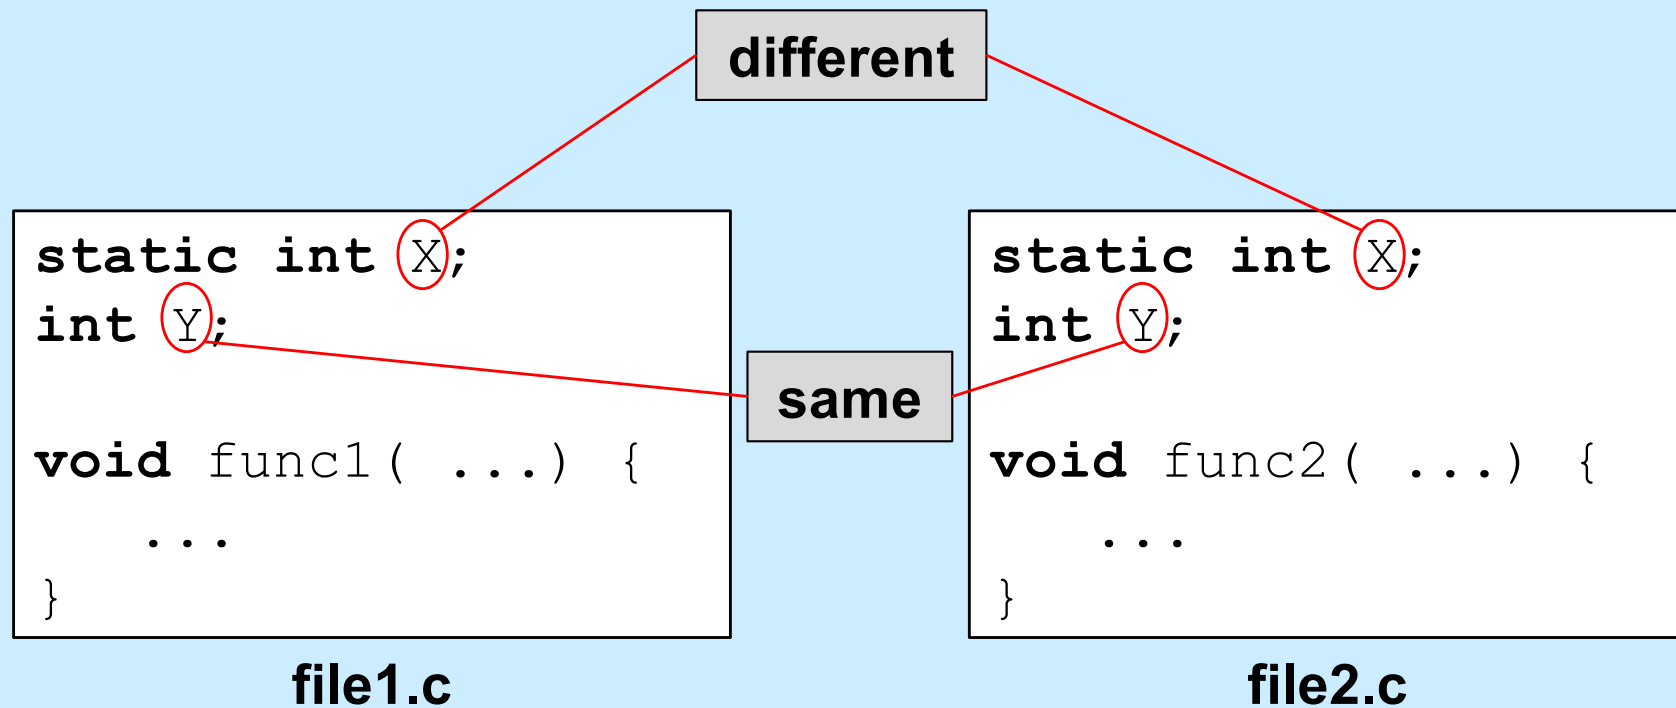 different
static int X;
int Y;
void func1( ...) {
...
}
file1.c
same
static int X;
int Y;
void func2( ...) {
...
}
file2.c